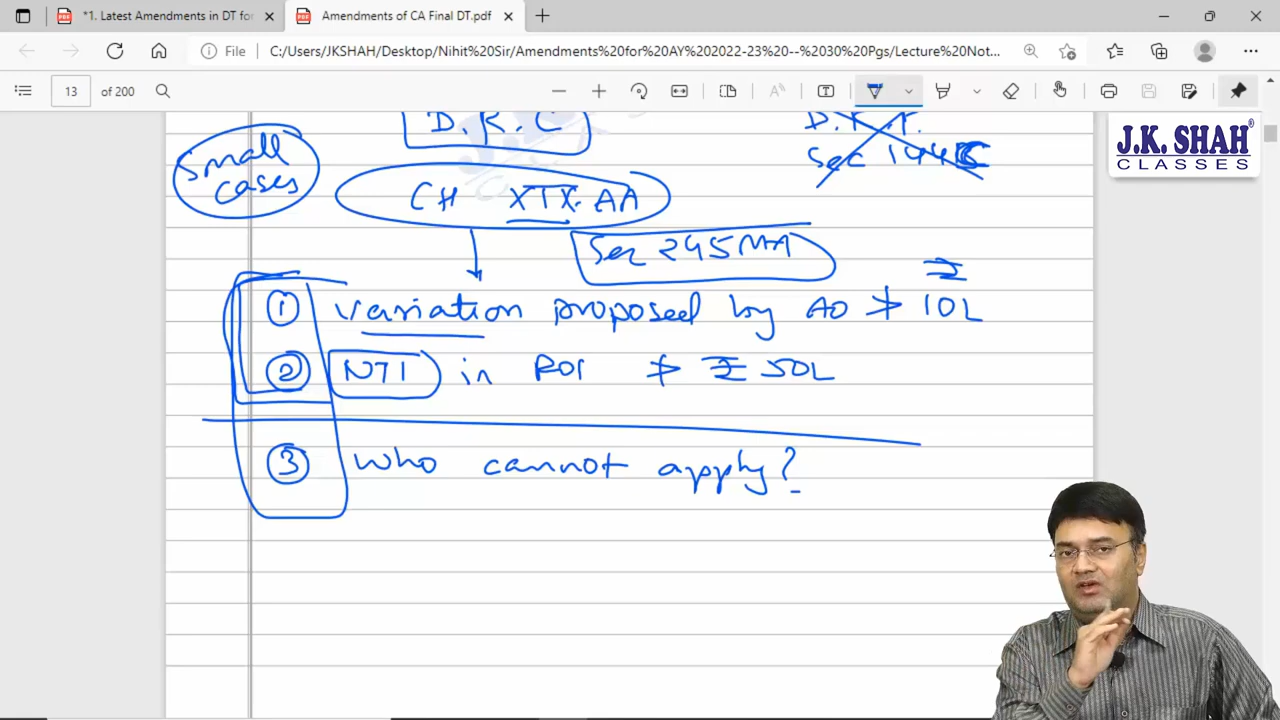 *1. Latest Amendments in DT for
Amendments of CA Final DT.pdf
File C:/Users/JKSHAH/Desktop/Nihit%20Sir/Amendments%20for%20AY%202022-23%20--%2030%20Pgs/Lecture%20Not...
13 of 200
J.K. SHAH®
CLASSES
D.R.C
D.R.P.
Sec 144C
Small
cases
CH XIX-AA
Sec 245MA
① Variation proposed by AO ≯ ₹ 10L
② NTI in ROI ≯ ₹ 50L
③ Who cannot apply?